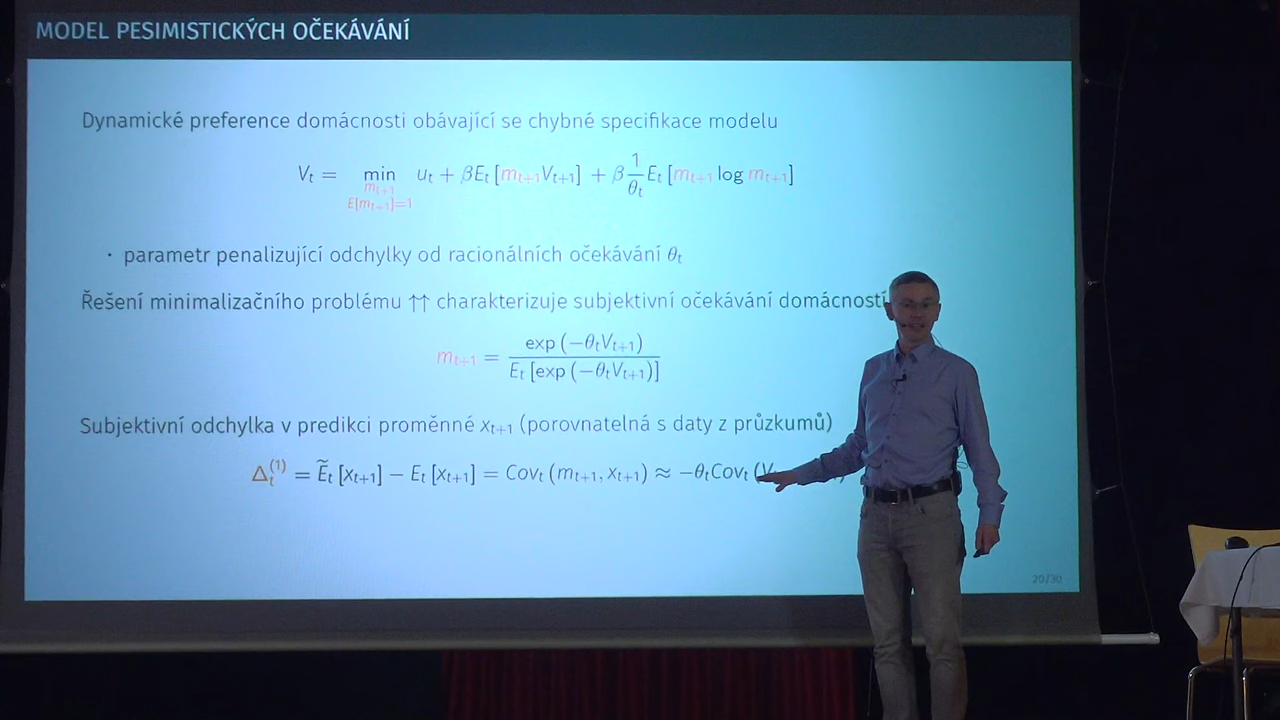 MODEL PESIMISTICKÝCH OČEKÁVÁNÍ
Dynamické preference domácnosti obávající se chybné specifikace modelu
V_t = min_{m_{t+1}, E[m_{t+1}]=1} u_t + βE_t [m_{t+1}V_{t+1}] + β 1/θ_t E_t [m_{t+1} log m_{t+1}]
· parametr penalizující odchylky od racionálních očekávání θ_t
Řešení minimalizačního problému ↑↑ charakterizuje subjektivní očekávání domácností
m_{t+1} = exp (−θ_tV_{t+1}) / E_t [exp (−θ_tV_{t+1})]
Subjektivní odchylka v predikci proměnné x_{t+1} (porovnatelná s daty z průzkumů)
Δ_t^{(1)} = Ẽ_t [x_{t+1}] − E_t [x_{t+1}] = Cov_t (m_{t+1}, x_{t+1}) ≈ −θ_tCov_t (V
20/30